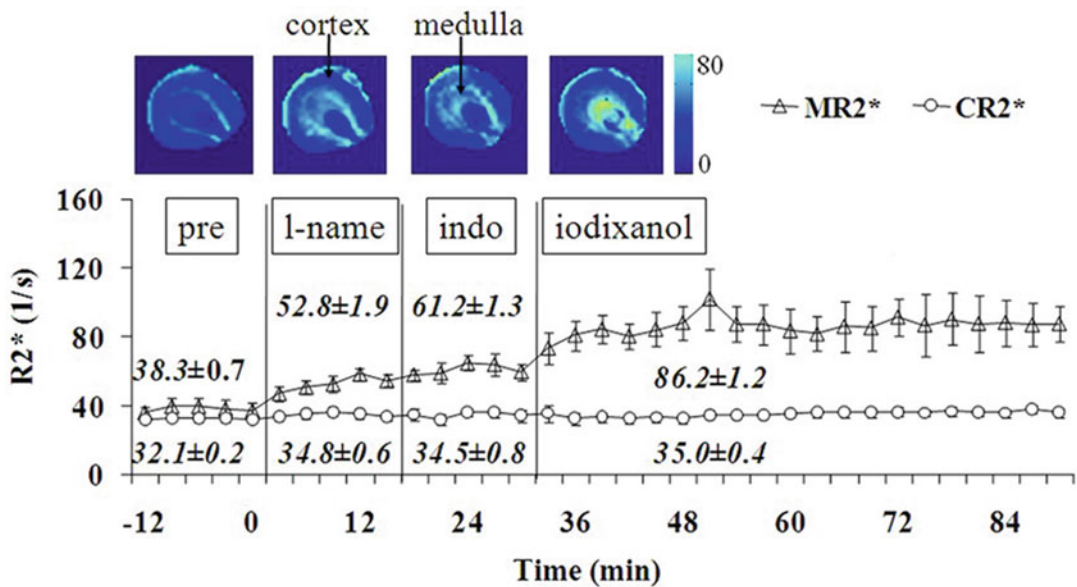 cortex medulla
80
0
MR2* CR2*
160
120
80
40
0
R2* (1/s)
pre l-name indo iodixanol
52.8±1.9 61.2±1.3
38.3±0.7 86.2±1.2
32.1±0.2 34.8±0.6 34.5±0.8 35.0±0.4
-12 0 12 24 36 48 60 72 84
Time (min)